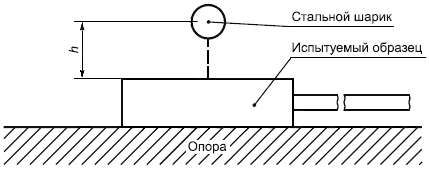 Стальной шарик
h
Испытуемый образец
Опора